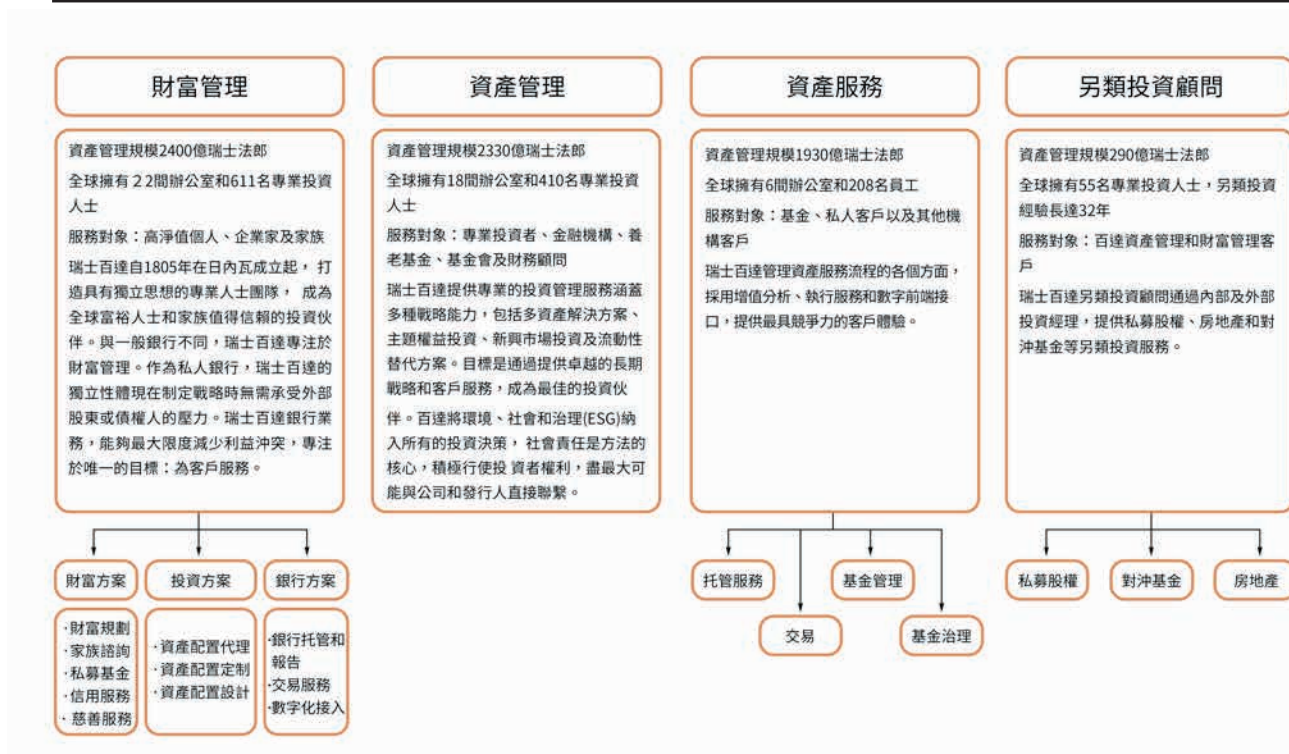 財富管理
資產管理規模2400億瑞士法郎
全球擁有22間辦公室和611名專業投資
人士
服務對象：高淨值個人、企業家及家族
瑞士百達自1805年在日內瓦成立起， 打
造具有獨立思想的專業人士團隊， 成為
全球富裕人士和家族值得信賴的投資伙
伴。與一般銀行不同，瑞士百達專注於
財富管理。作為私人銀行，瑞士百達的
獨立性體現在制定戰略時無需承受外部
股東或債權人的壓力。瑞士百達銀行業
務，能夠最大限度減少利益沖突，專注
於唯一的目標：為客戶服務。
財富方案
·財富規劃
·家族諮詢
·私募基金
·信用服務
· 慈善服務
投資方案
·資產配置代理
·資產配置定制
·資產配置設計
銀行方案
·銀行托管和
報告
·交易服務
·數字化接入
資產管理
資產管理規模2330億瑞士法郎
全球擁有18間辦公室和410名專業投資
人士
服務對象：專業投資者、金融機構、養
老基金、基金會及財務顧問
瑞士百達提供專業的投資管理服務涵蓋
多種戰略能力，包括多資產解決方案、
主題權益投資、新興市場投資及流動性
替代方案。目標是通過提供卓越的長期
戰略和客戶服務，成為最佳的投資伙
伴。百達將環境、社會和治理(ESG)納
入所有的投資決策， 社會責任是方法的
核心，積極行使投 資者權利，盡最大可
能與公司和發行人直接聯繫。
資產服務
資產管理規模1930億瑞士法郎
全球擁有6間辦公室和208名員工
服務對象：基金、私人客戶以及其他機
構客戶
瑞士百達管理資產服務流程的各個方面，
採用增值分析、執行服務和數字前端接
口，提供最具競爭力的客戶體驗。
托管服務
交易
基金管理
基金治理
另類投資顧問
資產管理規模290億瑞士法郎
全球擁有55名專業投資人士，另類投資
經驗長達32年
服務對象：百達資產管理和財富管理客
戶
瑞士百達另類投資顧問通過內部及外部
投資經理，提供私募股權、房地產和對
沖基金等另類投資服務。
私募股權
對沖基金
房地產